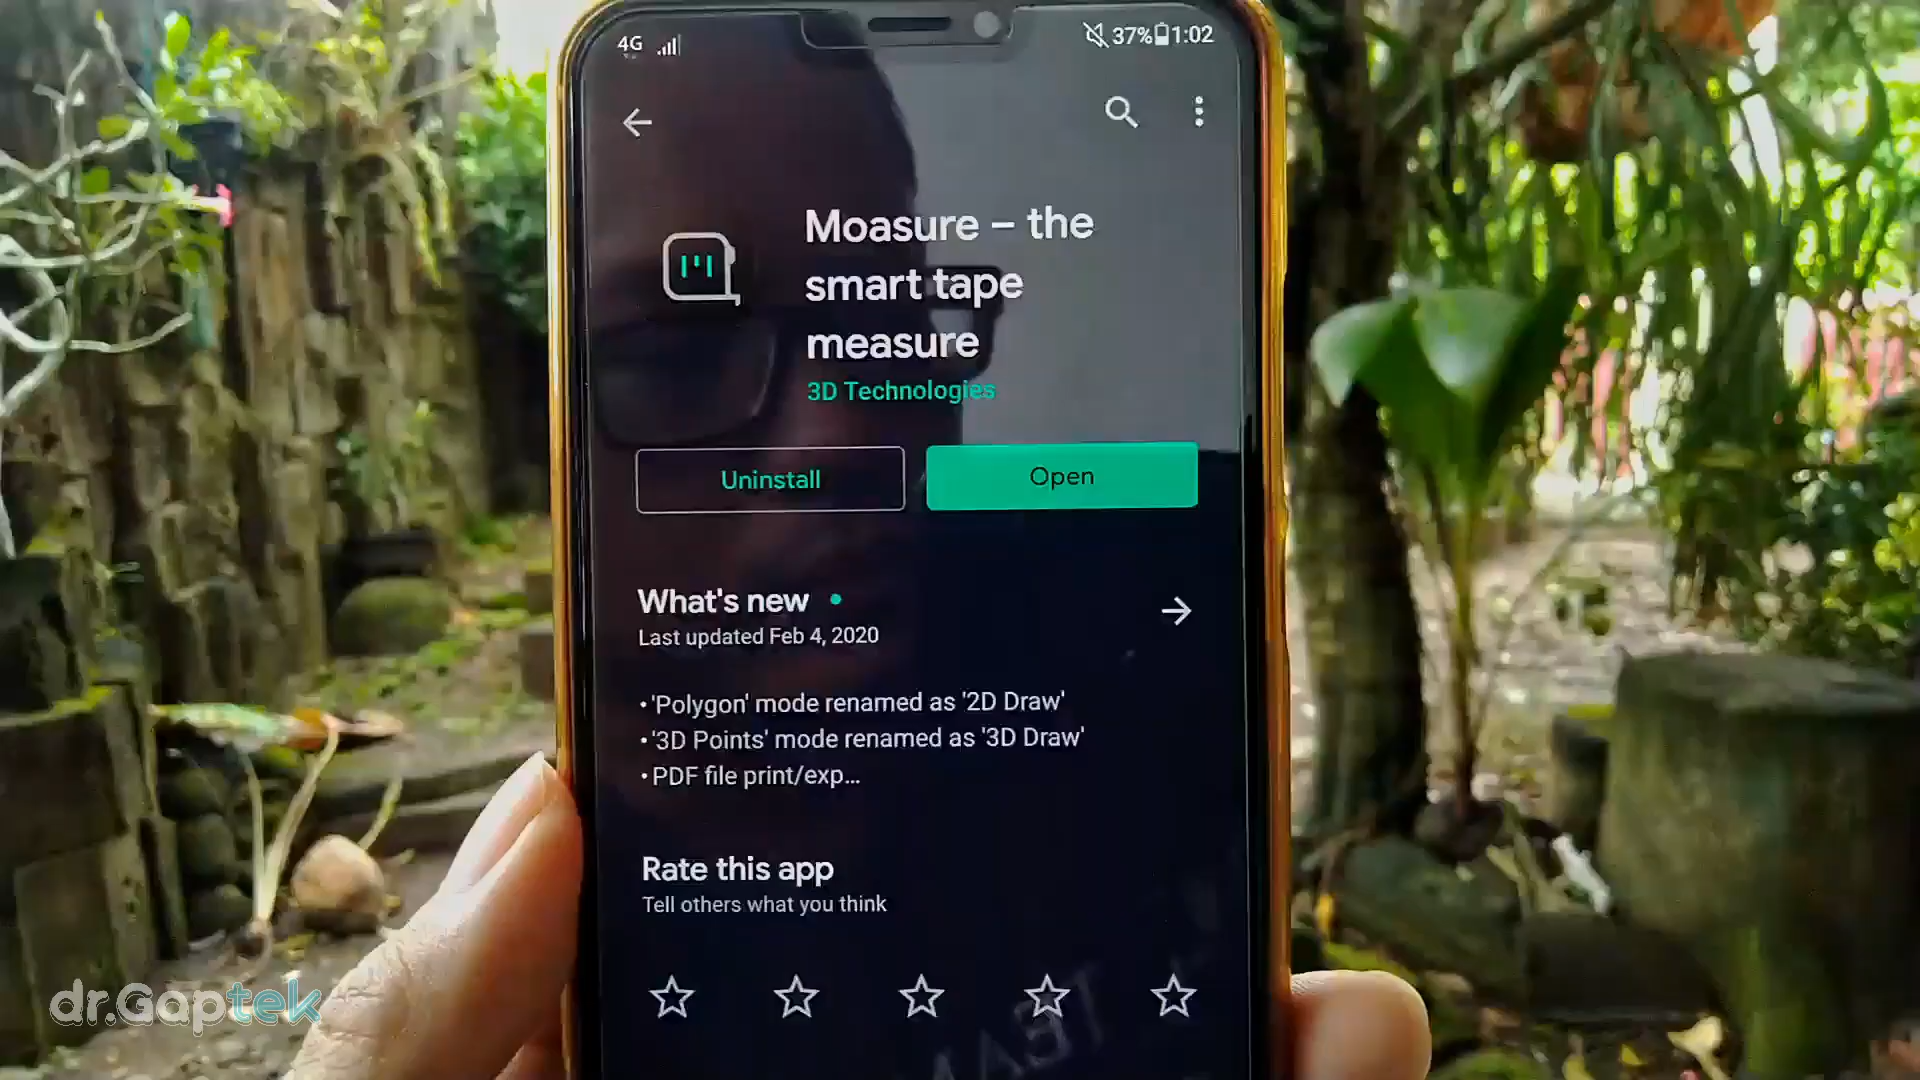 4G 37% 1:02
Moasure – the
smart tape
measure
3D Technologies
Uninstall Open
What's new
Last updated Feb 4, 2020
• 'Polygon' mode renamed as '2D Draw'
• '3D Points' mode renamed as '3D Draw'
• PDF file print/exp...
Rate this app
Tell others what you think
dr.Gaptek